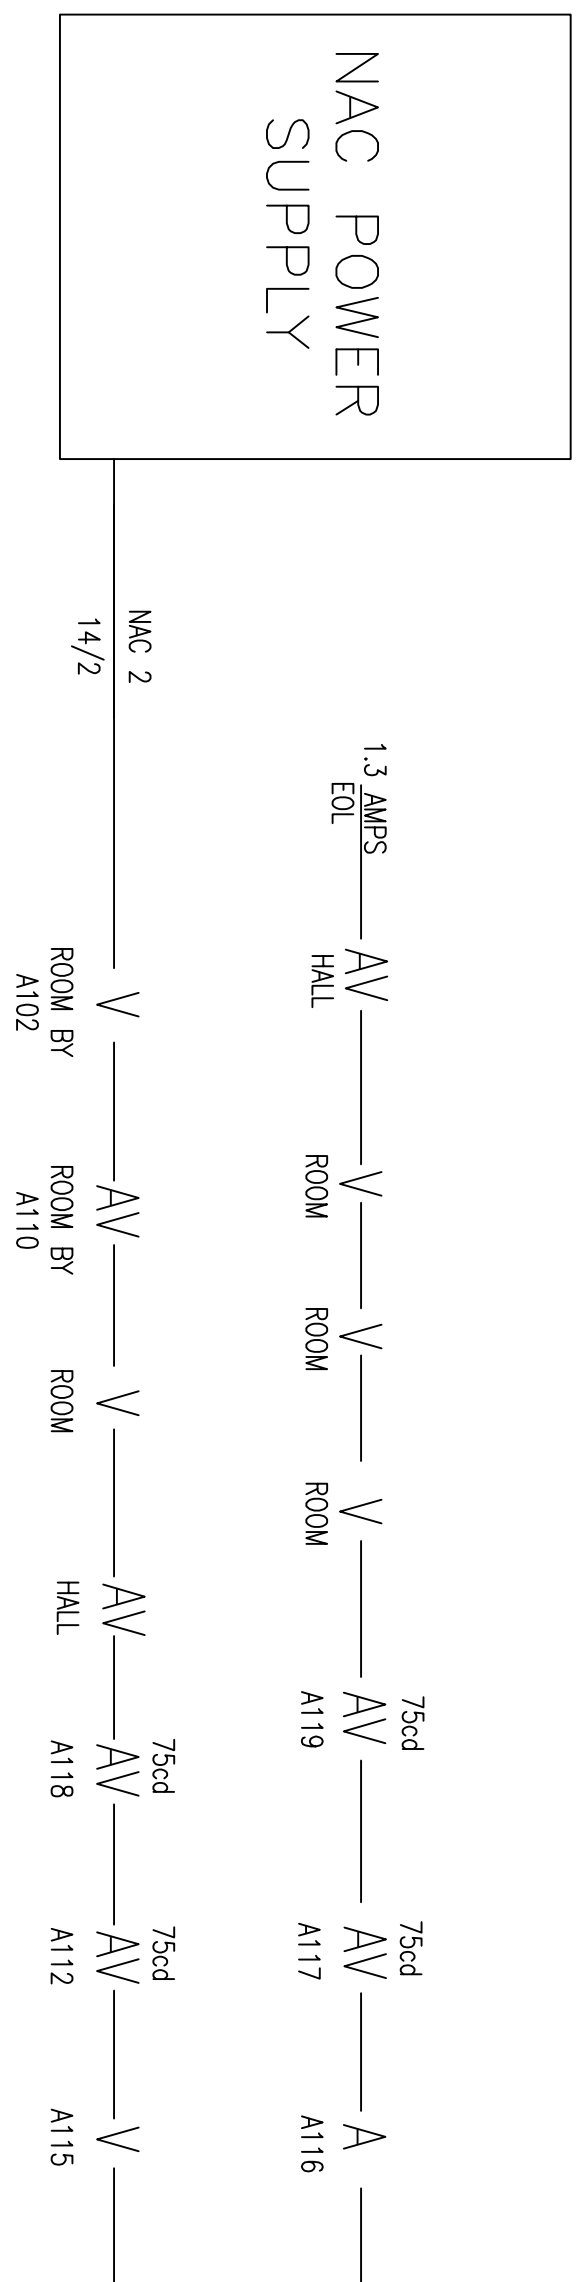 NAC POWER
SUPPLY
1.3 AMPS
EOL
AV
HALL
V
ROOM
V
ROOM
V
ROOM
75cd
AV
A119
75cd
AV
A117
A
A116
NAC 2
14/2
V
ROOM BY
A102
AV
ROOM BY
A110
V
ROOM
AV
HALL
75cd
AV
A118
75cd
AV
A112
V
A115